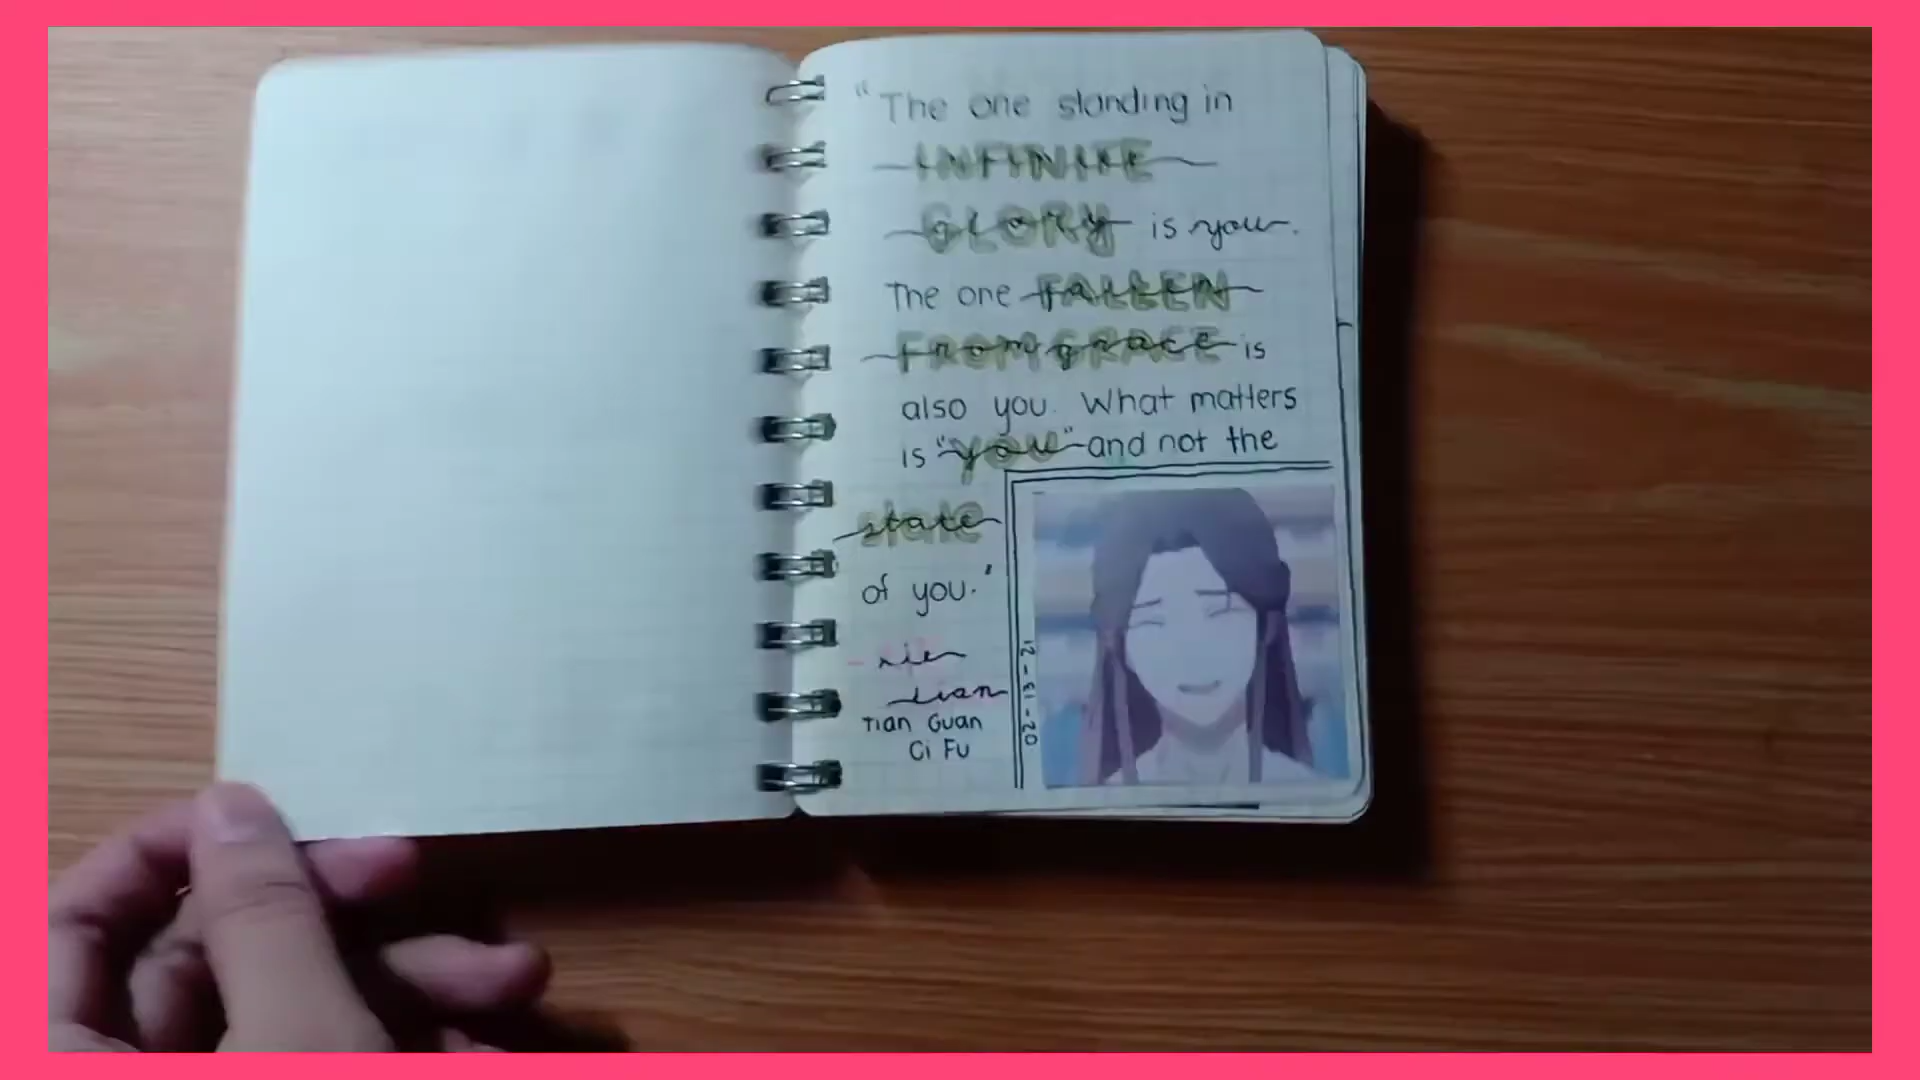 "The one standing in
INFINITE
GLORY is you.
The one FALLEN
FROM GRACE is
also you. What matters
is "you" and not the
state
of you."
- xie
lian
Tian Guan
Ci Fu
12-13-20